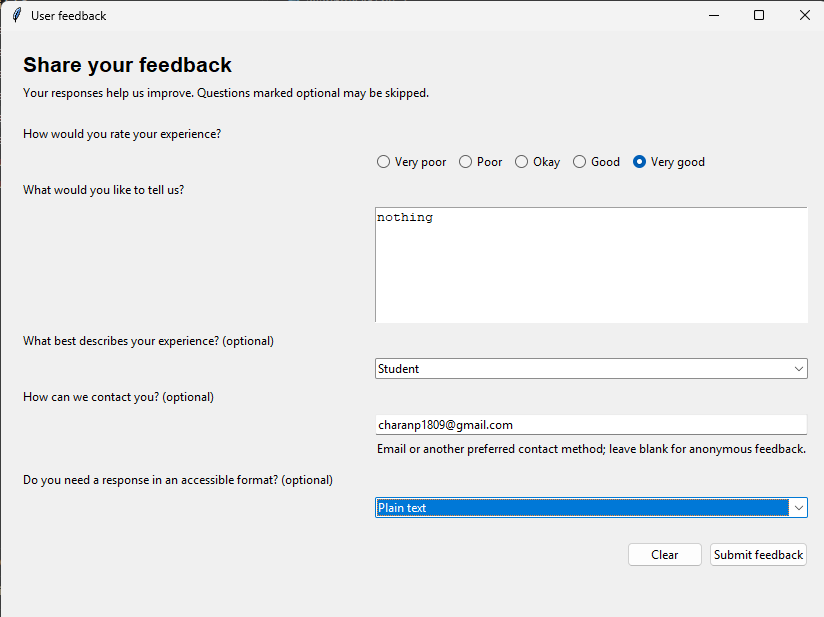 User feedback
Share your feedback
Your responses help us improve. Questions marked optional may be skipped.
How would you rate your experience?
Very poor Poor Okay Good Very good
What would you like to tell us?
nothing
What best describes your experience? (optional)
Student
How can we contact you? (optional)
charanp1809@gmail.com
Email or another preferred contact method; leave blank for anonymous feedback.
Do you need a response in an accessible format? (optional)
Plain text
Clear Submit feedback